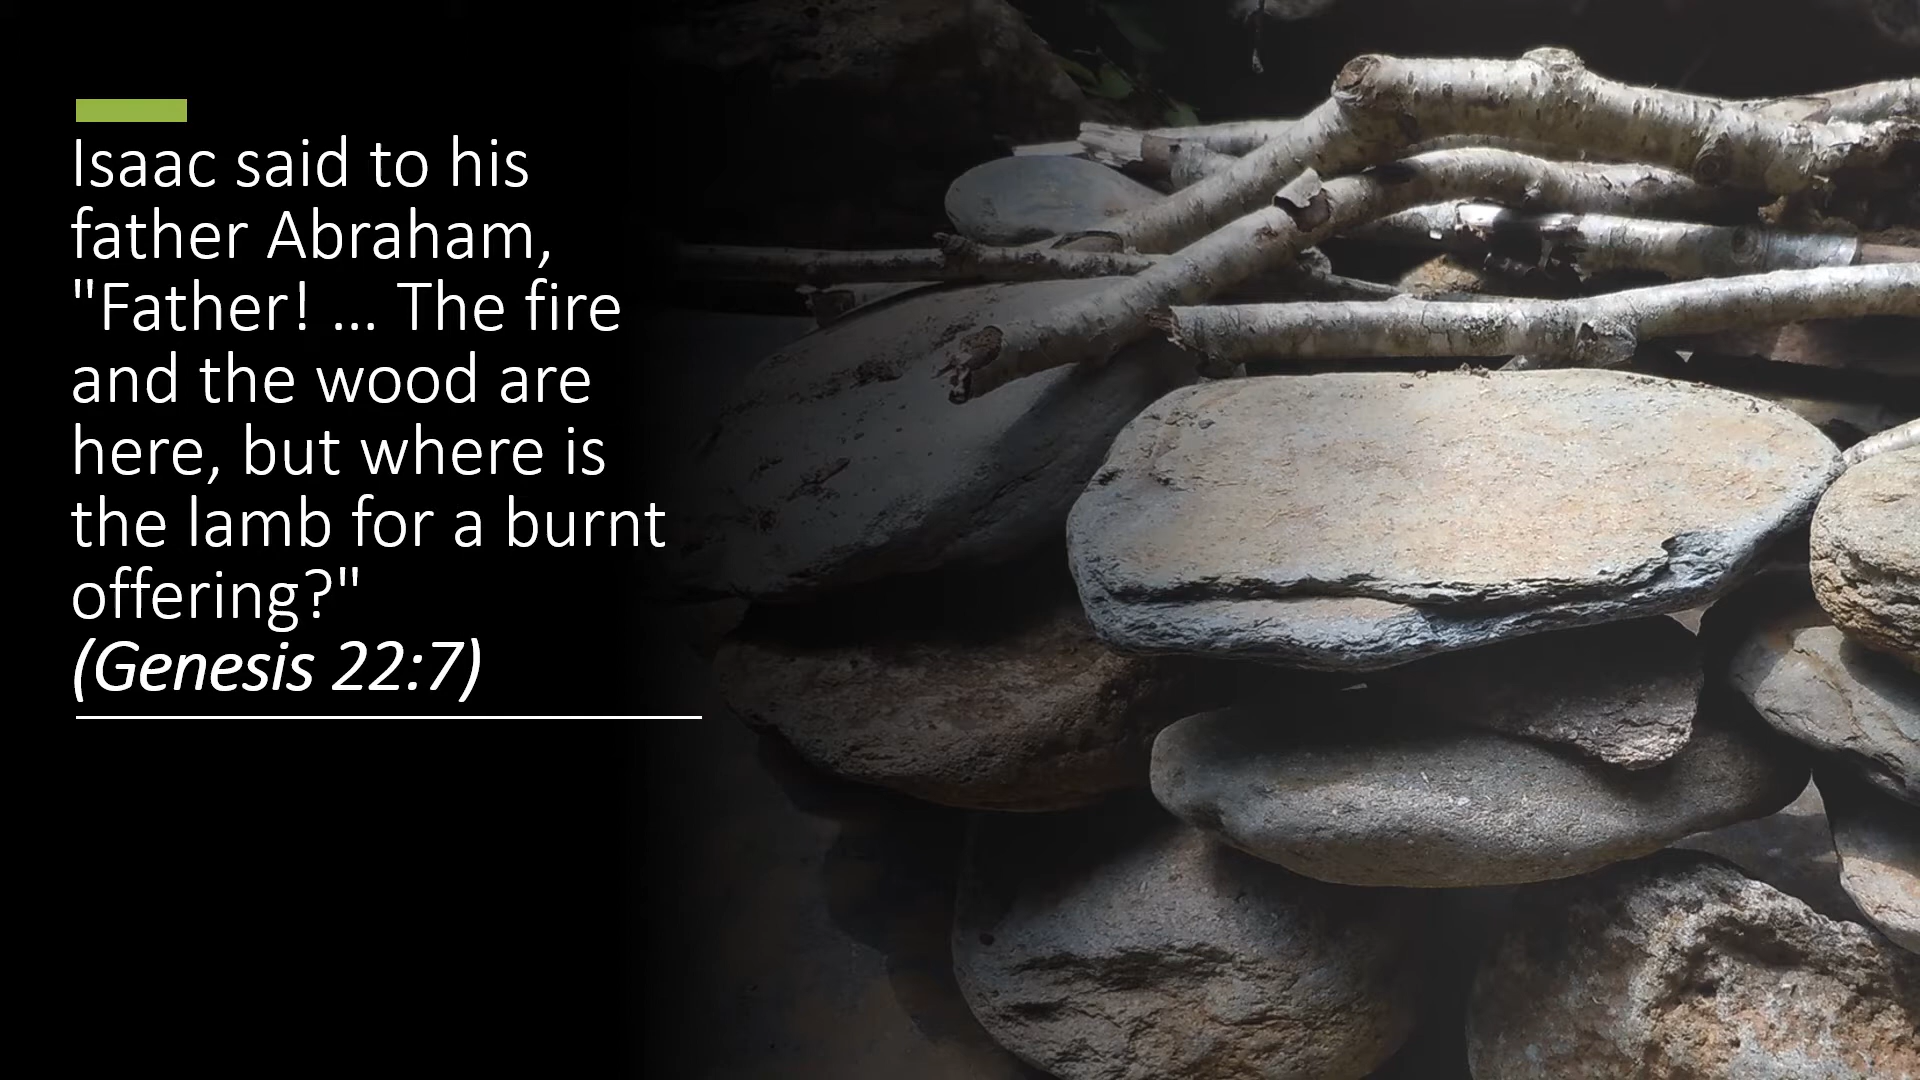 Isaac said to his
father Abraham,
"Father! ... The fire
and the wood are
here, but where is
the lamb for a burnt
offering?"
(Genesis 22:7)